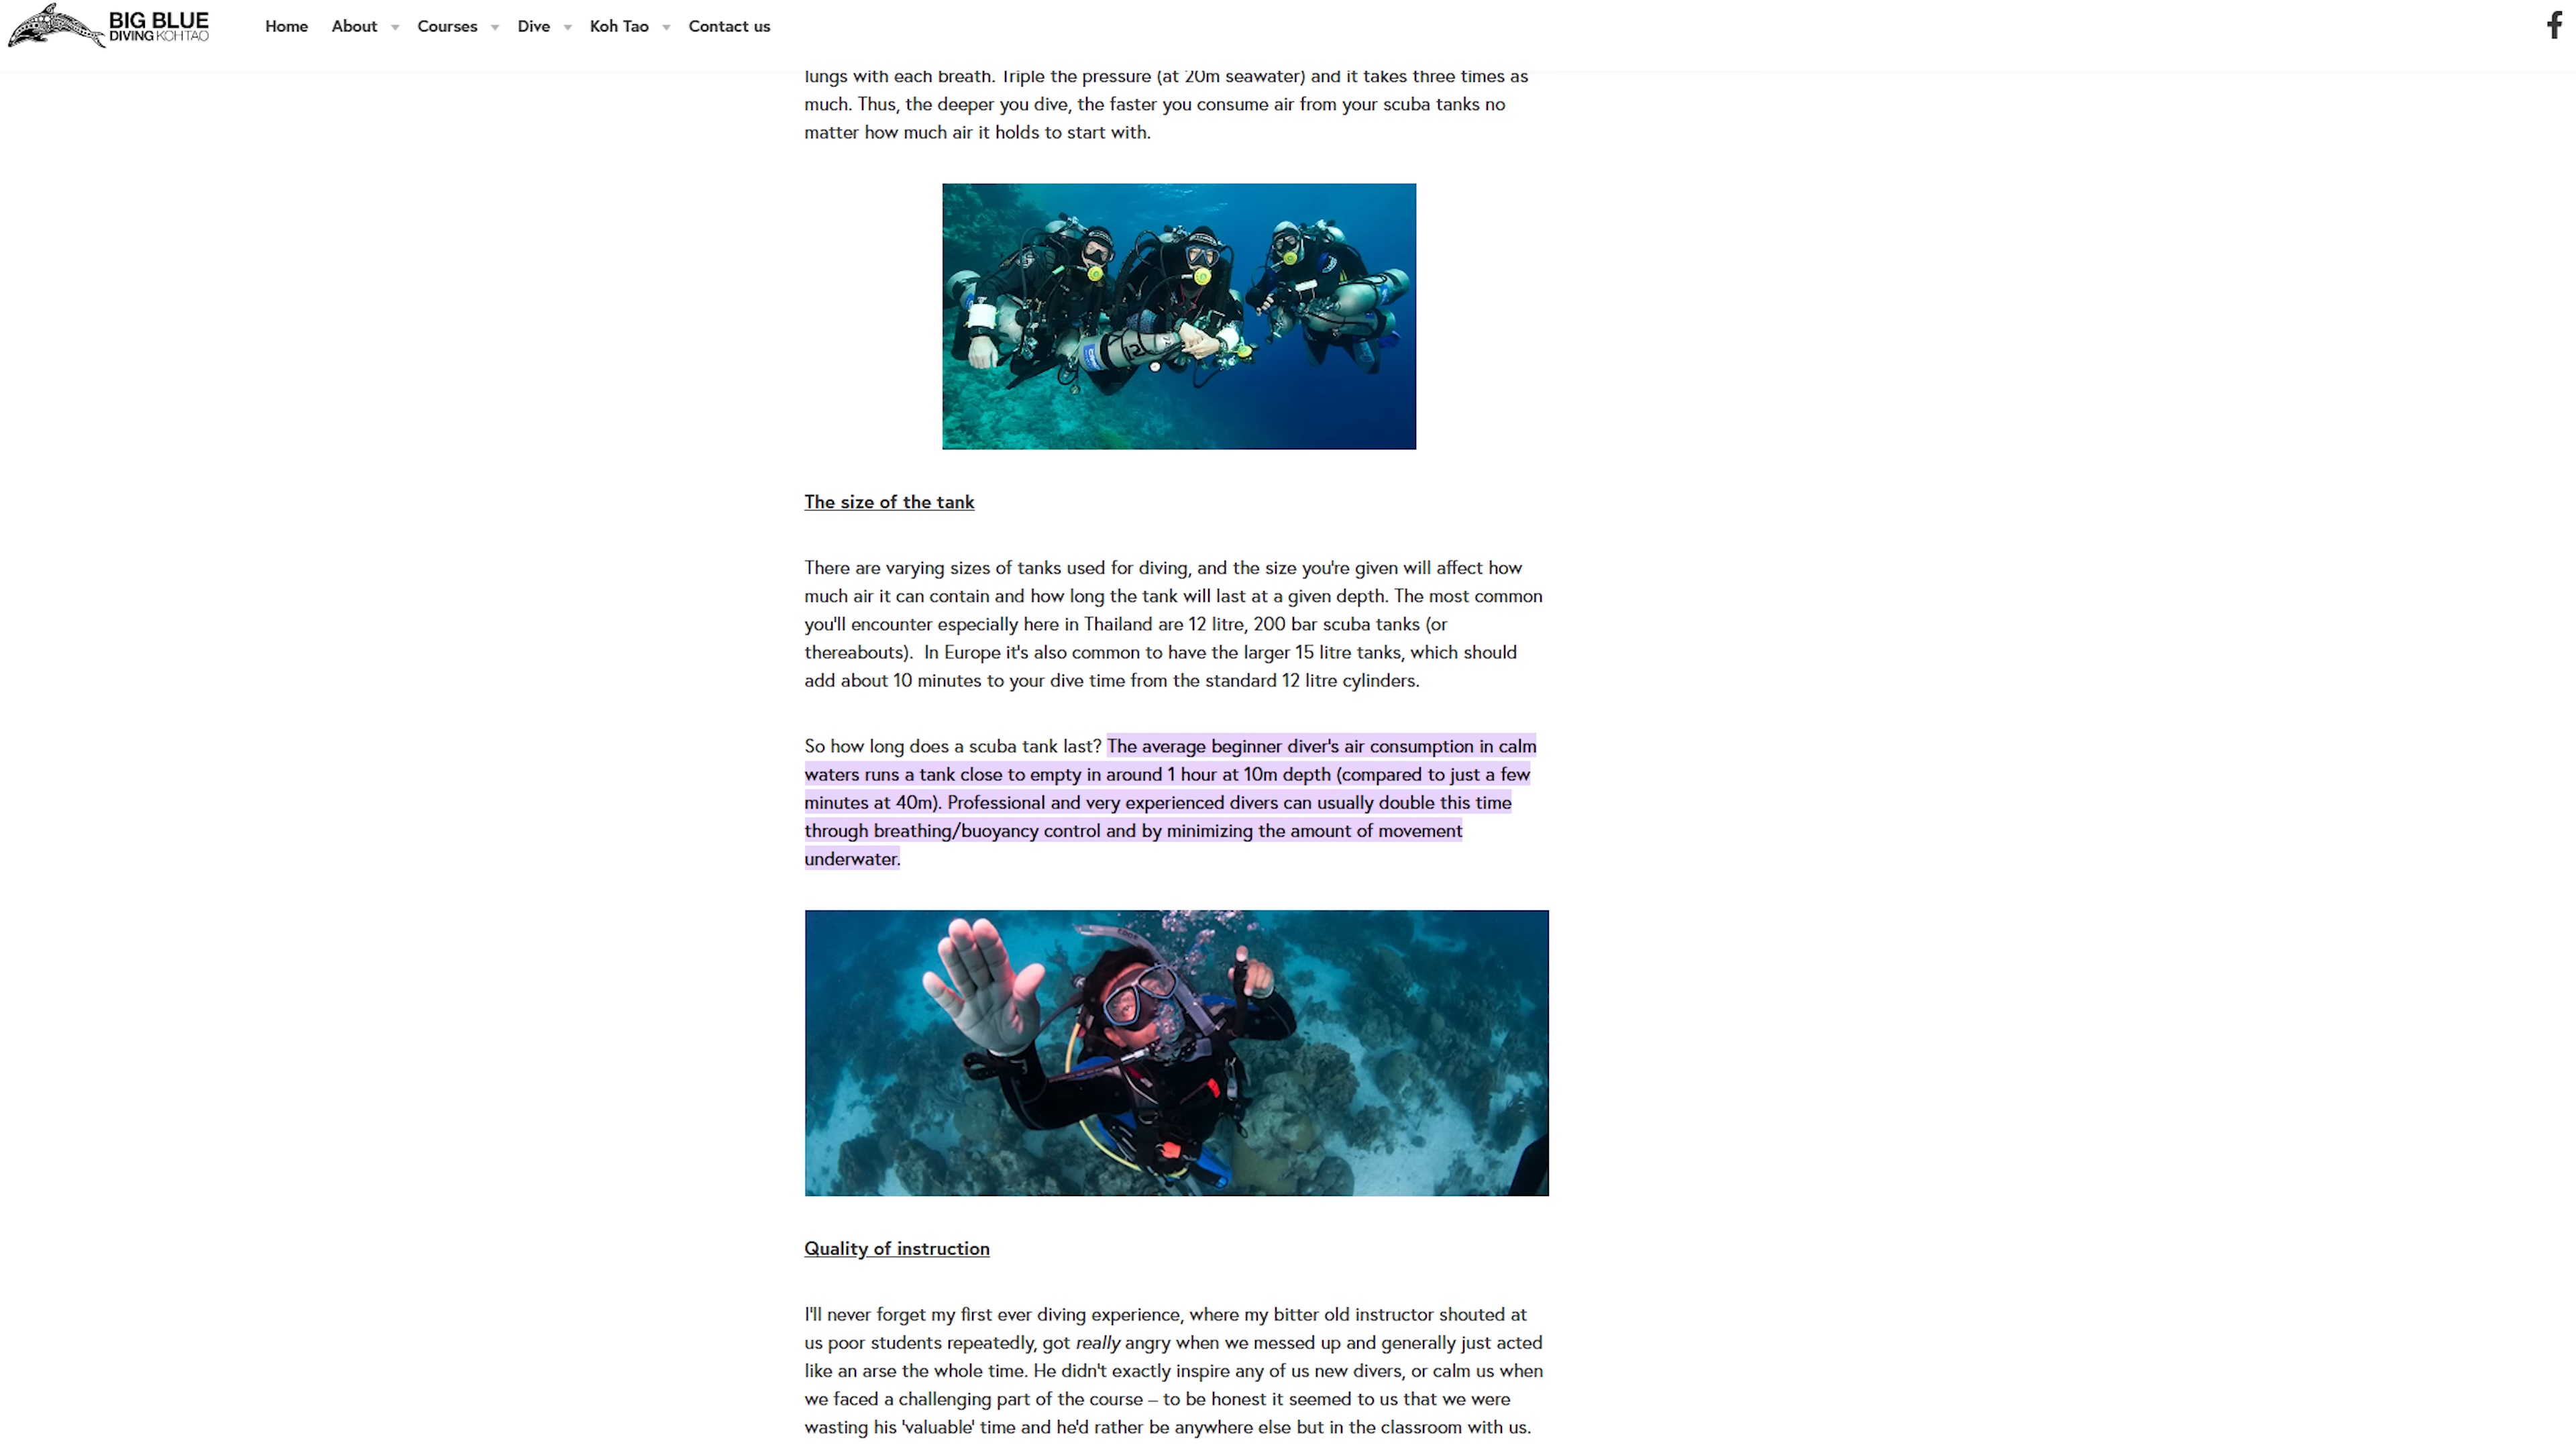 BIG BLUE
DIVING KOH TAO
Home About Courses Dive Koh Tao Contact us
lungs with each breath. Triple the pressure (at 20m seawater) and it takes three times as
much. Thus, the deeper you dive, the faster you consume air from your scuba tanks no
matter how much air it holds to start with.
The size of the tank
There are varying sizes of tanks used for diving, and the size you're given will affect how
much air it can contain and how long the tank will last at a given depth. The most common
you'll encounter especially here in Thailand are 12 litre, 200 bar scuba tanks (or
thereabouts).  In Europe it's also common to have the larger 15 litre tanks, which should
add about 10 minutes to your dive time from the standard 12 litre cylinders.
So how long does a scuba tank last? The average beginner diver's air consumption in calm
waters runs a tank close to empty in around 1 hour at 10m depth (compared to just a few
minutes at 40m). Professional and very experienced divers can usually double this time
through breathing/buoyancy control and by minimizing the amount of movement
underwater.
Quality of instruction
I'll never forget my first ever diving experience, where my bitter old instructor shouted at
us poor students repeatedly, got really angry when we messed up and generally just acted
like an arse the whole time. He didn't exactly inspire any of us new divers, or calm us when
we faced a challenging part of the course – to be honest it seemed to us that we were
wasting his 'valuable' time and he'd rather be anywhere else but in the classroom with us.